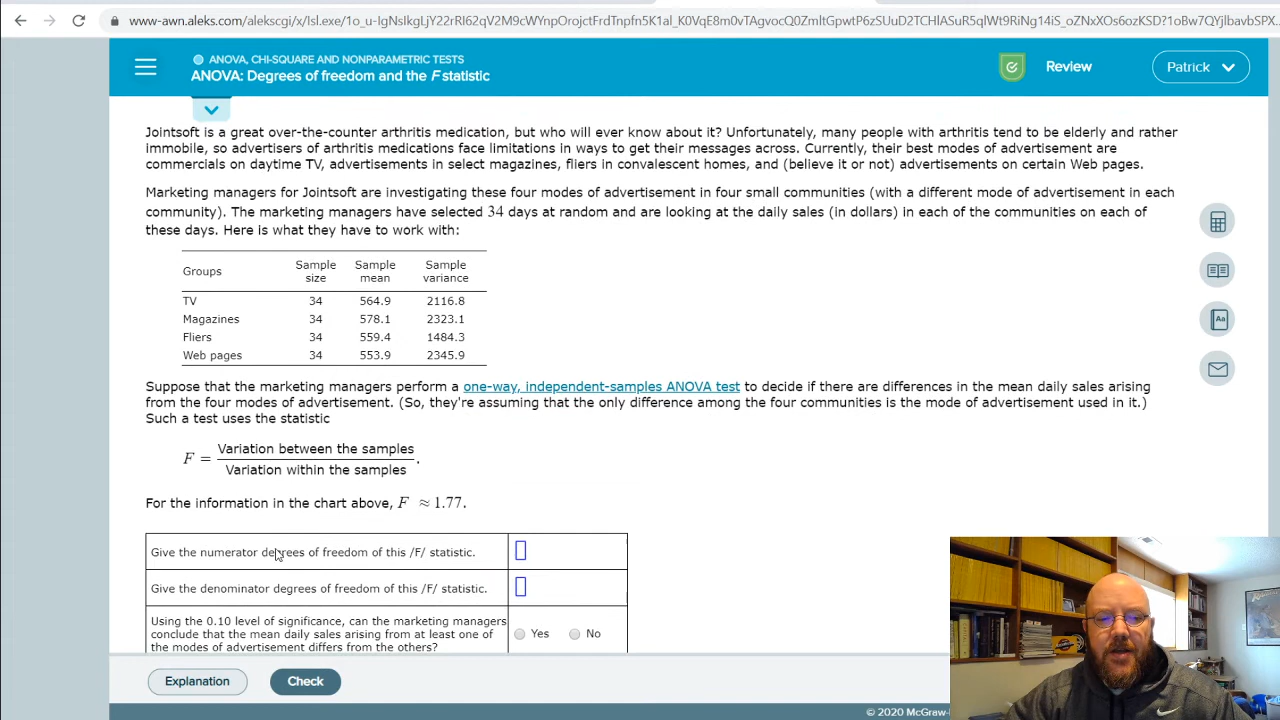 www-awn.aleks.com/alekscgi/x/Isl.exe/1o_u-IgNsIkgLjY22rRI62qV2M9cWYnpOrojctFrdTnpfn5K1al_K0VqE8m0vTAgvocQ0ZmltGpwtP6zSUuD2TCHlAsuR5qlWt9RiNg14iS_oZNxXOs6ozKSD?1oBw7QYjlbavbSPX...
ANOVA, CHI-SQUARE AND NONPARAMETRIC TESTS
ANOVA: Degrees of freedom and the F statistic
Review
Patrick
Jointsoft is a great over-the-counter arthritis medication, but who will ever know about it? Unfortunately, many people with arthritis tend to be elderly and rather
immobile, so advertisers of arthritis medications face limitations in ways to get their messages across. Currently, their best modes of advertisement are
commercials on daytime TV, advertisements in select magazines, fliers in convalescent homes, and (believe it or not) advertisements on certain Web pages.
Marketing managers for Jointsoft are investigating these four modes of advertisement in four small communities (with a different mode of advertisement in each
community). The marketing managers have selected 34 days at random and are looking at the daily sales (in dollars) in each of the communities on each of
these days. Here is what they have to work with:
Groups Sample size Sample mean Sample variance
TV 34 564.9 2116.8
Magazines 34 578.1 2323.1
Fliers 34 559.4 1484.3
Web pages 34 553.9 2345.9
Suppose that the marketing managers perform a one-way, independent-samples ANOVA test to decide if there are differences in the mean daily sales arising
from the four modes of advertisement. (So, they're assuming that the only difference among the four communities is the mode of advertisement used in it.)
Such a test uses the statistic
F = Variation between the samples
Variation within the samples .
For the information in the chart above, F ≈ 1.77.
Give the numerator degrees of freedom of this /F/ statistic.
Give the denominator degrees of freedom of this /F/ statistic.
Using the 0.10 level of significance, can the marketing managers
conclude that the mean daily sales arising from at least one of
the modes of advertisement differs from the others?
Yes No
Explanation
Check
© 2020 McGraw-